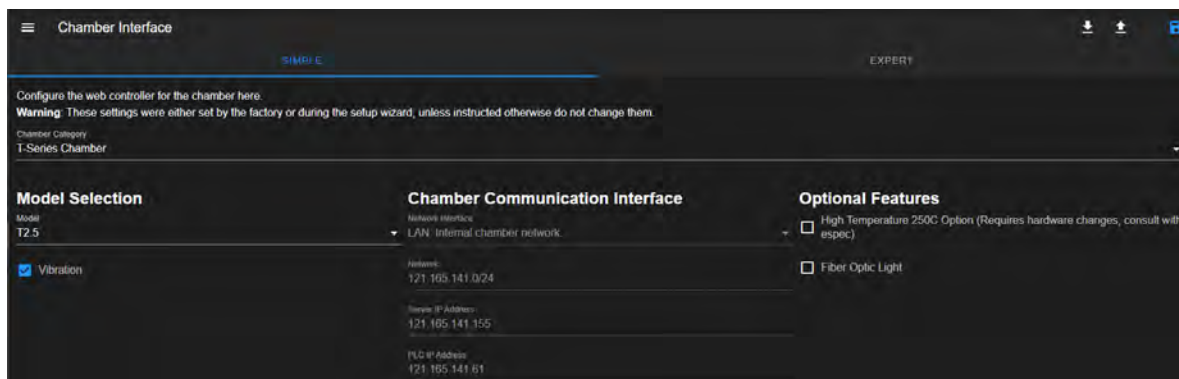 Chamber Interface
SIMPLE
EXPERT
Configure the web controller for the chamber here.
Warning: These settings were either set by the factory or during the setup wizard, unless instructed otherwise do not change them.
Chamber Category
T-Series Chamber
Model Selection
Model
T2.5
Vibration
Chamber Communication Interface
Network Interface
LAN: Internal chamber network.
Network
121.165.141.0/24
Server IP Address
121.165.141.155
PLC IP Address
121.165.141.61
Optional Features
High Temperature 250C Option (Requires hardware changes, consult with
espec)
Fiber Optic Light